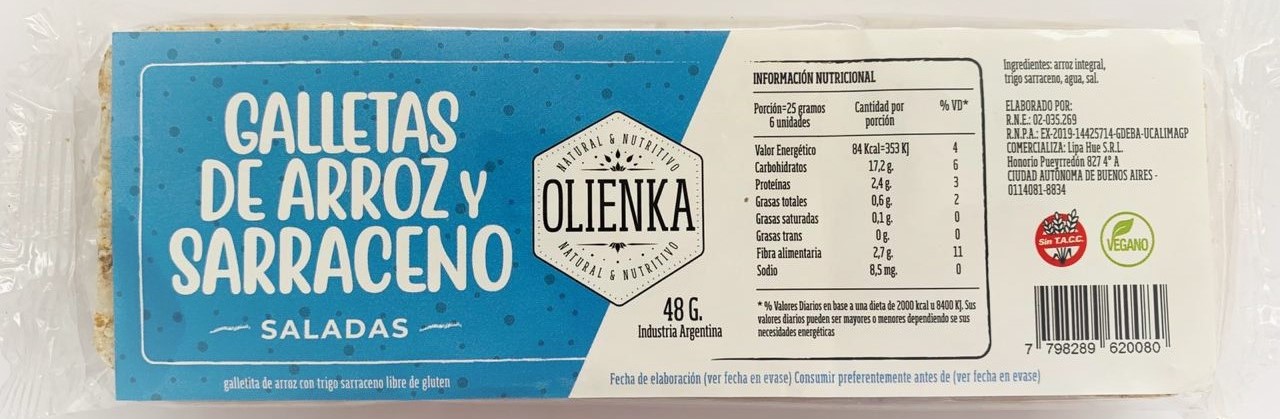 GALLETAS
DE ARROZ Y
SARRACENO
SALADAS
galletita de arroz con trigo sarraceno libre de gluten
NATURAL & NUTRITIVO
OLIENKA
NATURAL & NUTRITIVO
48 G.
Industria Argentina
INFORMACIÓN NUTRICIONAL
Porción=25 gramos
6 unidades
Cantidad por
porción
% VD*
Valor Energético 84 Kcal=353 KJ 4
Carbohidratos 17,2 g. 6
Proteínas 2,4 g. 3
Grasas totales 0,6 g. 2
Grasas saturadas 0,1 g. 0
Grasas trans 0 g. 0
Fibra alimentaria 2,7 g. 11
Sodio 8,5 mg. 0
* % Valores Diarios en base a una dieta de 2000 kcal u 8400 KJ. Sus
valores diarios pueden ser mayores o menores dependiendo se sus
necesidades energéticas
Fecha de elaboración (ver fecha en evase) Consumir preferentemente antes de (ver fecha en evase)
Ingredientes: arroz integral,
trigo sarraceno, agua, sal.
ELABORADO POR:
R.N.E.: 02-035.269
R.N.P.A.: EX-2019-14425714-GDEBA-UCALIMAGP
COMERCIALIZA: Lipa Hue S.R.L.
Honorio Pueyrredón 827 4° A
CIUDAD AUTÓNOMA DE BUENOS AIRES -
0114081-8834
Sin T.A.C.C.
VEGANO
7 798289 620080